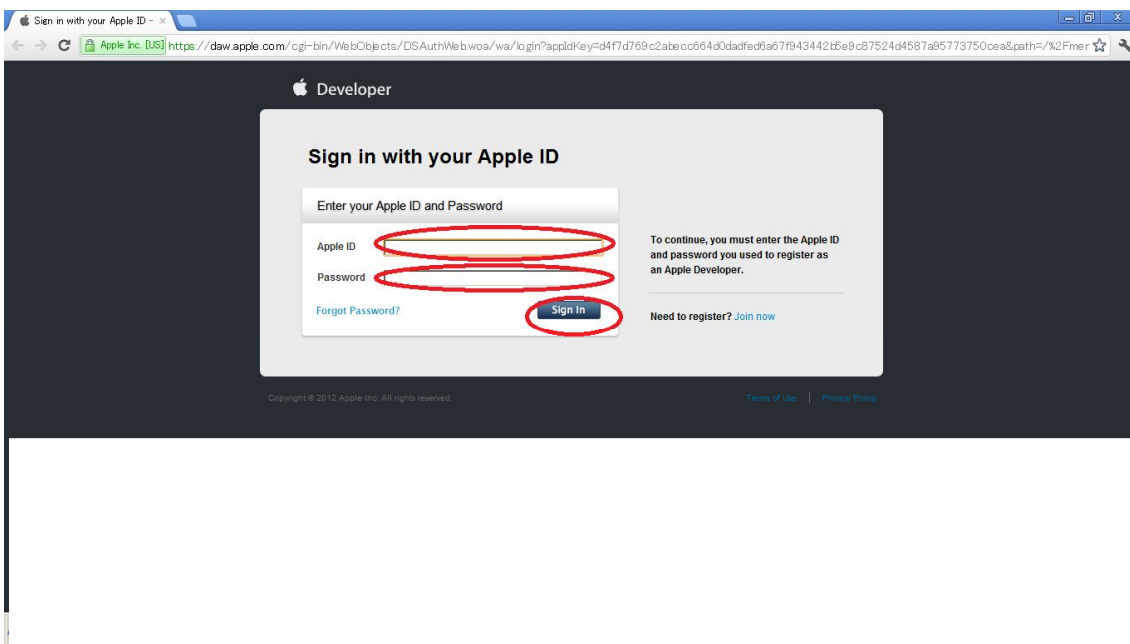 Sign in with your Apple ID -
Apple Inc. [US] https://daw.apple.com/cgi-bin/WebObjects/DSAuthWeb.woa/wa/login?appIdKey=d4f7d769c2abecc664d0dadfed6a67f943442b5e9c87524d4587a95773750cea&path=/%2Fmer
Developer
Sign in with your Apple ID
Enter your Apple ID and Password
Apple ID
Password
Forgot Password?
Sign In
To continue, you must enter the Apple ID
and password you used to register as
an Apple Developer.
Need to register? Join now
Copyright © 2012 Apple Inc. All rights reserved.
Terms of Use | Privacy Policy